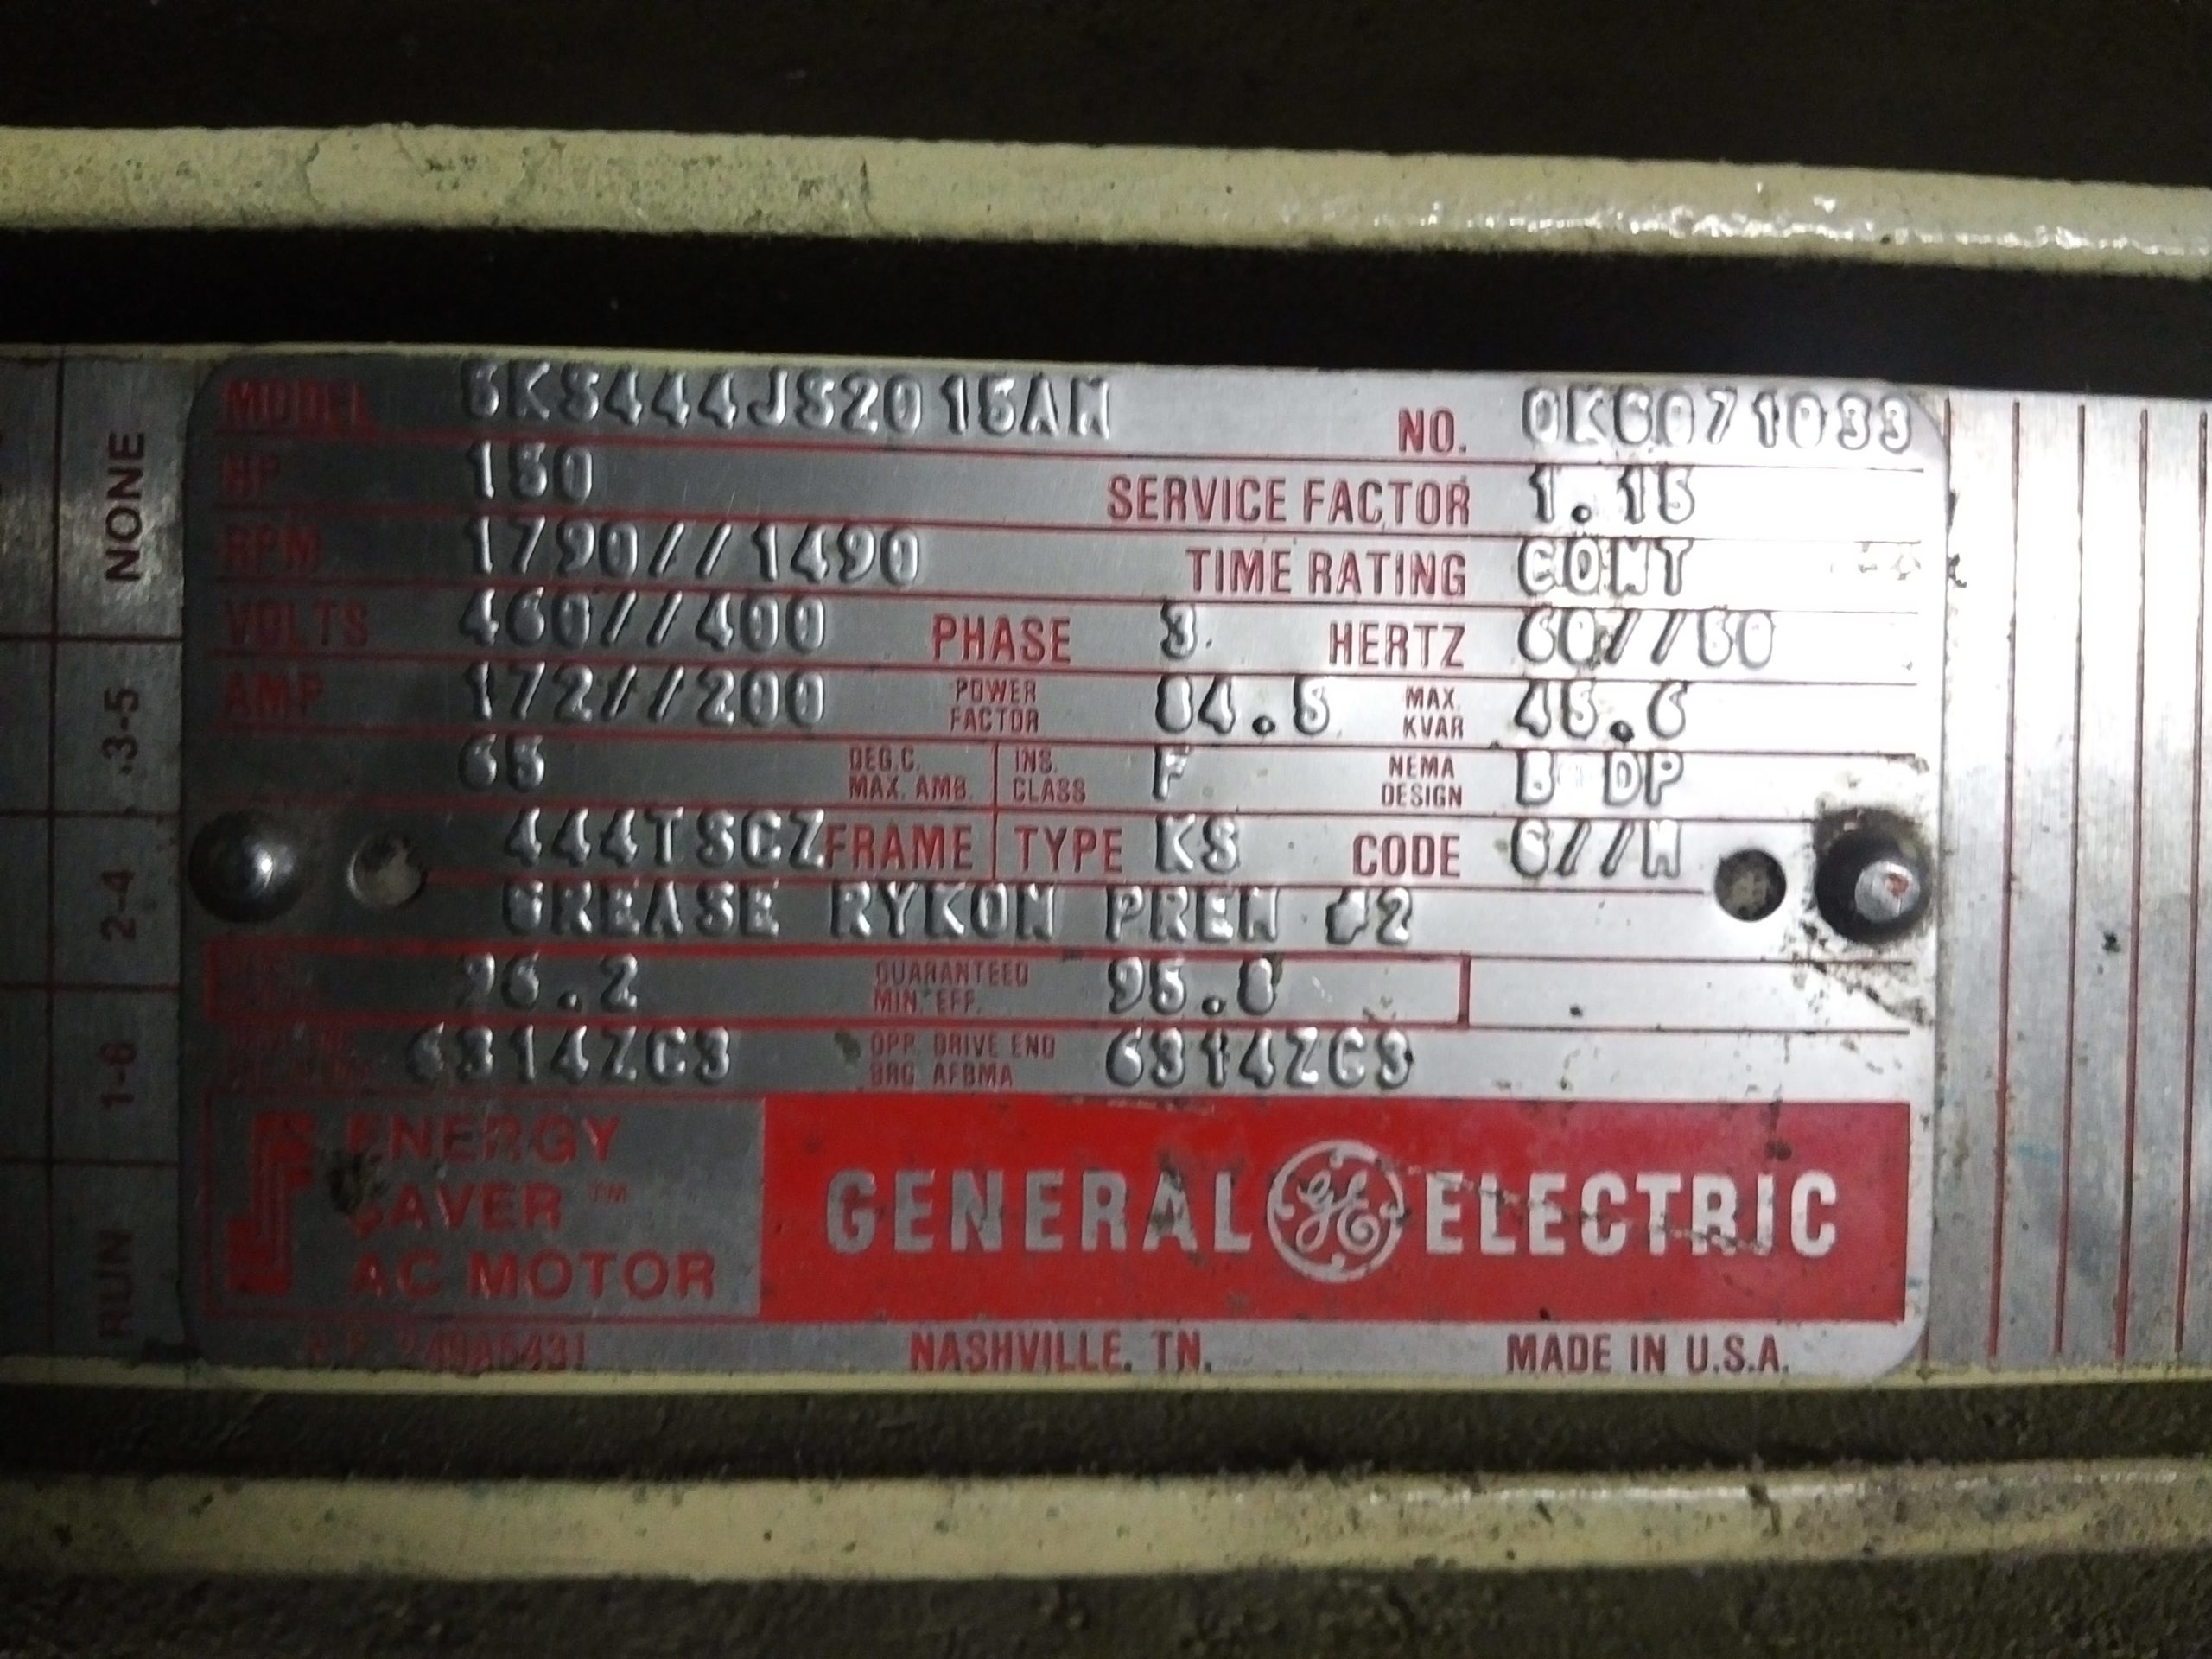 MODEL 5KS444JS2015AM NO. 0K6071033
HP 150 SERVICE FACTOR 1.15
RPM 1790//1490 TIME RATING CONT
VOLTS 460//400 PHASE 3 HERTZ 60//50
AMP 172//200 POWER FACTOR 84.5 MAX. KVAR 45.6
65 DEG.C. MAX. AMB. INS. CLASS F NEMA DESIGN B DP
444TSCZ FRAME TYPE KS CODE G//H
GREASE RYKON PREM #2
96.2 GUARANTEED MIN. EFF. 95.8
6314ZC3 OPP. DRIVE END BRG AFBMA 6314ZC3
ENERGY
SAVER ™
AC MOTOR
GENERAL GE ELECTRIC
NASHVILLE, TN. MADE IN U.S.A.
NONE
.3-5
2-4
1-6
RUN